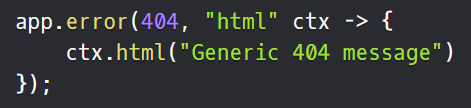 app.error(404, "html" ctx -> {
    ctx.html("Generic 404 message")
});